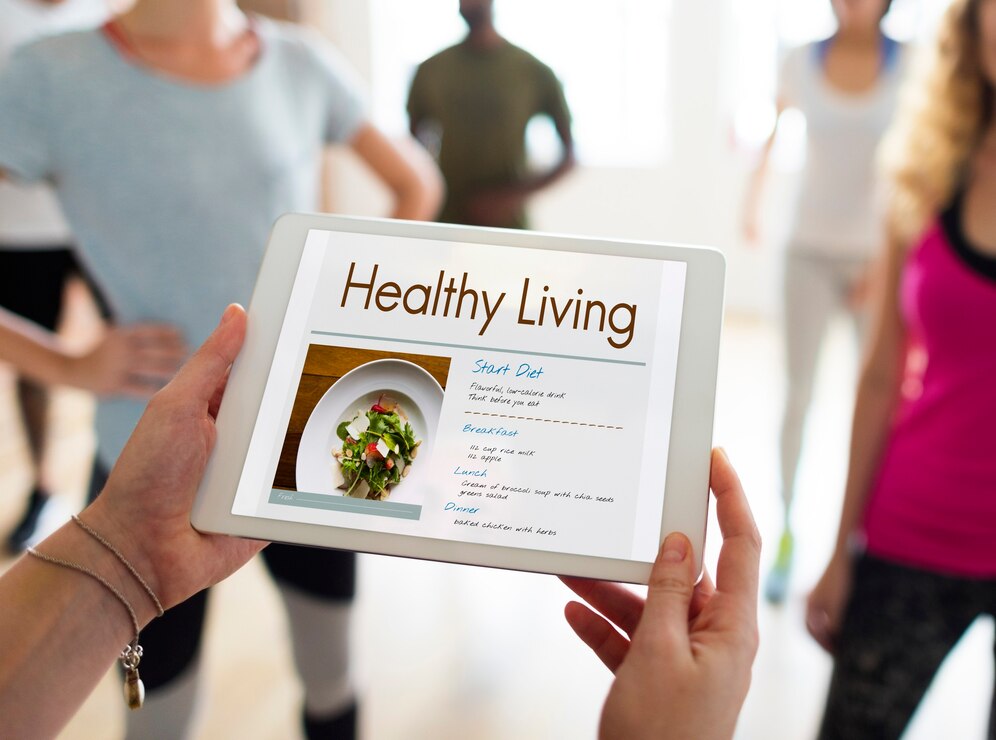 Healthy Living
Start Diet
Flavorful, low-calorie drink
Think before you eat
Breakfast
1/2 cup rice milk
1/2 apple
Lunch
Cream of broccoli soup with chia seeds
greens salad
Dinner
baked chicken with herbs
Fresh